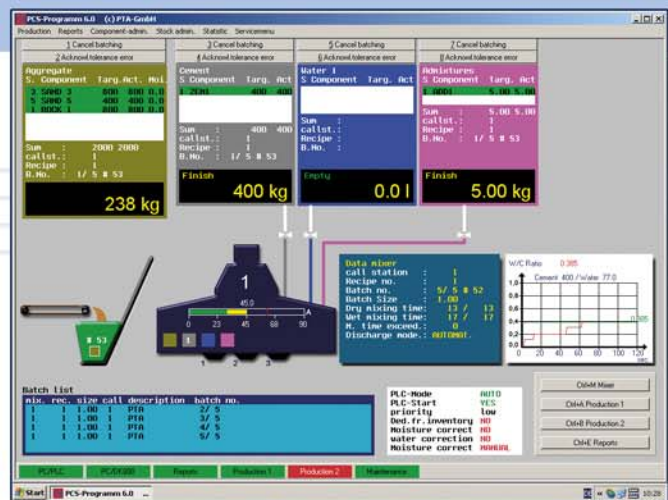 PCS-Programm 6.0 (c) PTA-GmbH
Production Reports Component-admin. Stock admin. Statistic Servicemenu
1 Cancel batching
2 Acknowl.tolerance error
3 Cancel batching
4 Acknowl.tolerance error
5 Cancel batching
6 Acknowl.tolerance error
7 Cancel batching
8 Acknowl.tolerance error
Aggregate
S. Component Targ. Act. Moi.
3 SAND 3 800 800 0.0
5 SAND 5 400 400 0.0
1 ROCK 1 800 800 0.0
Sum : 2000 2000
callst.: 1
Recipe : 1
B.No. : 1/ 5 # 53
238 kg
Cement
S Component Targ. Act
1 ZEM1 400 400
Sum : 400 400
callst.: 1
Recipe : 1
B.No. : 1/ 5 # 53
Finish
400 kg
Water 1
S Component Targ. Act
Sum :
callst.:
Recipe :
B.No. :
Empty
0.0 l
Admixtures
S Component Targ. Act
1 ADD1 5.00 5.00
Sum : 5.00 5.00
callst.: 1
Recipe : 1
B.No. : 1/ 5 # 53
Finish
5.00 kg
# 53
1
45.0
A
0 23 45 68 90
1
1 2 3
Data mixer
call station : 1
Recipe no. : 1
Batch no. : 5/ 5 # 52
Batch Size : 1.00
Dry mixing time: 13 / 13
Wet mixing time: 17 / 17
M. time exceed.: 0
Discharge mode.: AUTOMAT.
W/C Ratio 0.385
Cement 400 / Water 77.0
1,0
0,8
0,6
0,4
0,2
0,0
0.385
0 20 40 60 80 100 120
sec.
Batch list
mix. rec. size call description batch no.
1 1 1.00 1 PTA 2/ 5
1 1 1.00 1 PTA 3/ 5
1 1 1.00 1 PTA 4/ 5
1 1 1.00 1 PTA 5/ 5
PLC-Mode AUTO
PLC-Start YES
priority low
Ded.fr.inventory NO
Moisture correct NO
water correction NO
Moisture correct MANUAL
Ctrl+M Mixer
Ctrl+A Production 1
Ctrl+B Production 2
Ctrl+E Reports
PC/PLC
Reports
Production 1
Production 2
Maintenance
Start
PCS-Programm 6.0 ...
10:28